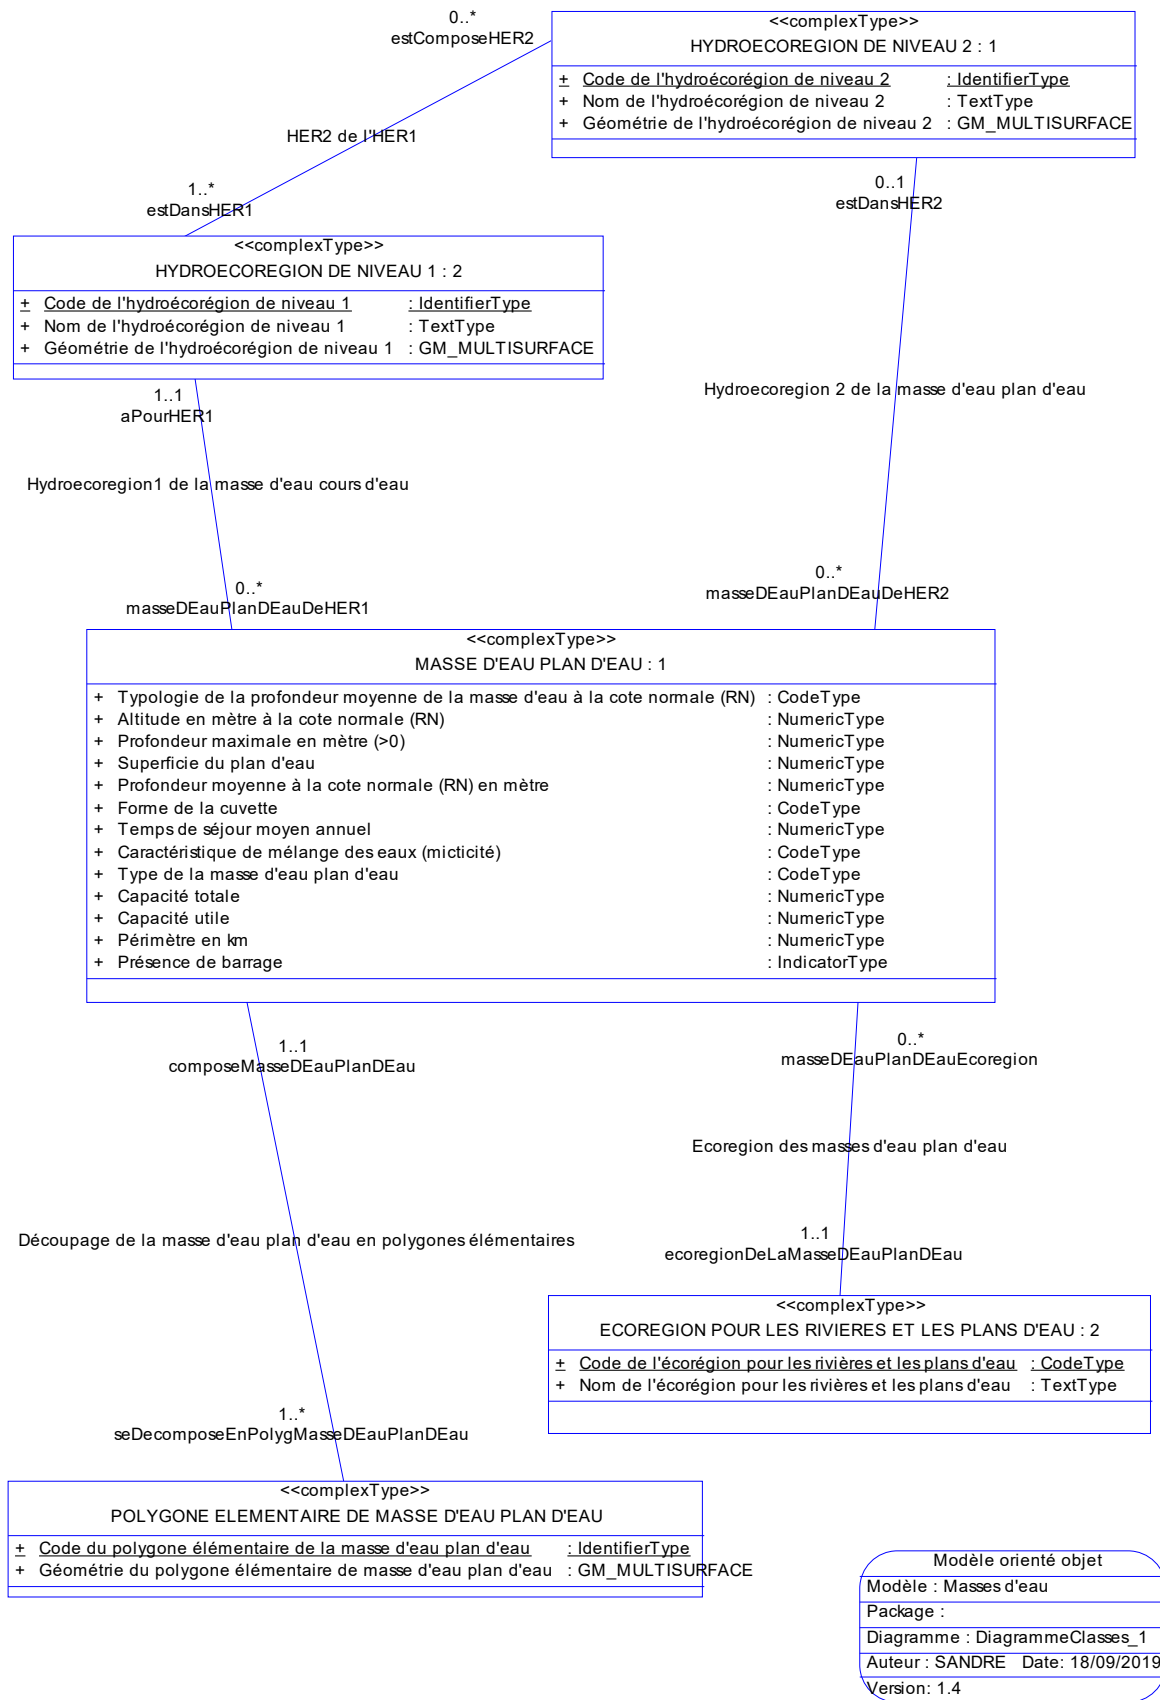 0..*
estComposeHER2
<<complexType>>
HYDROECOREGION DE NIVEAU 2 : 1
+ Code de l'hydroécorégion de niveau 2 : IdentifierType
+ Nom de l'hydroécorégion de niveau 2 : TextType
+ Géométrie de l'hydroécorégion de niveau 2 : GM_MULTISURFACE
HER2 de l'HER1
1..*
estDansHER1
0..1
estDansHER2
<<complexType>>
HYDROECOREGION DE NIVEAU 1 : 2
+ Code de l'hydroécorégion de niveau 1 : IdentifierType
+ Nom de l'hydroécorégion de niveau 1 : TextType
+ Géométrie de l'hydroécorégion de niveau 1 : GM_MULTISURFACE
1..1
aPourHER1
Hydroecoregion 2 de la masse d'eau plan d'eau
Hydroecoregion1 de la masse d'eau cours d'eau
0..*
masseDEauPlanDEauDeHER1
0..*
masseDEauPlanDEauDeHER2
<<complexType>>
MASSE D'EAU PLAN D'EAU : 1
+ Typologie de la profondeur moyenne de la masse d'eau à la cote normale (RN) : CodeType
+ Altitude en mètre à la cote normale (RN) : NumericType
+ Profondeur maximale en mètre (>0) : NumericType
+ Superficie du plan d'eau : NumericType
+ Profondeur moyenne à la cote normale (RN) en mètre : NumericType
+ Forme de la cuvette : CodeType
+ Temps de séjour moyen annuel : NumericType
+ Caractéristique de mélange des eaux (micticité) : CodeType
+ Type de la masse d'eau plan d'eau : CodeType
+ Capacité totale : NumericType
+ Capacité utile : NumericType
+ Périmètre en km : NumericType
+ Présence de barrage : IndicatorType
1..1
composeMasseDEauPlanDEau
0..*
masseDEauPlanDEauEcoregion
Ecoregion des masses d'eau plan d'eau
Découpage de la masse d'eau plan d'eau en polygones élémentaires
1..1
ecoregionDeLaMasseDEauPlanDEau
<<complexType>>
ECOREGION POUR LES RIVIERES ET LES PLANS D'EAU : 2
+ Code de l'écorégion pour les rivières et les plans d'eau : CodeType
+ Nom de l'écorégion pour les rivières et les plans d'eau : TextType
1..*
seDecomposeEnPolygMasseDEauPlanDEau
<<complexType>>
POLYGONE ELEMENTAIRE DE MASSE D'EAU PLAN D'EAU
+ Code du polygone élémentaire de la masse d'eau plan d'eau : IdentifierType
+ Géométrie du polygone élémentaire de masse d'eau plan d'eau : GM_MULTISURFACE
Modèle orienté objet
Modèle : Masses d'eau
Package :
Diagramme : DiagrammeClasses_1
Auteur : SANDRE Date: 18/09/2019
Version: 1.4